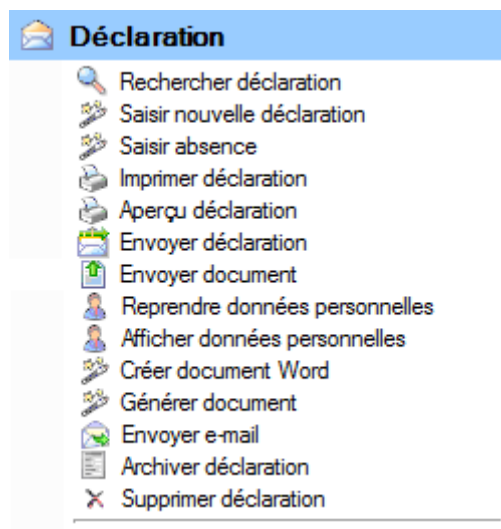 Déclaration
Rechercher déclaration
Saisir nouvelle déclaration
Saisir absence
Imprimer déclaration
Aperçu déclaration
Envoyer déclaration
Envoyer document
Reprendre données personnelles
Afficher données personnelles
Créer document Word
Générer document
Envoyer e-mail
Archiver déclaration
Supprimer déclaration